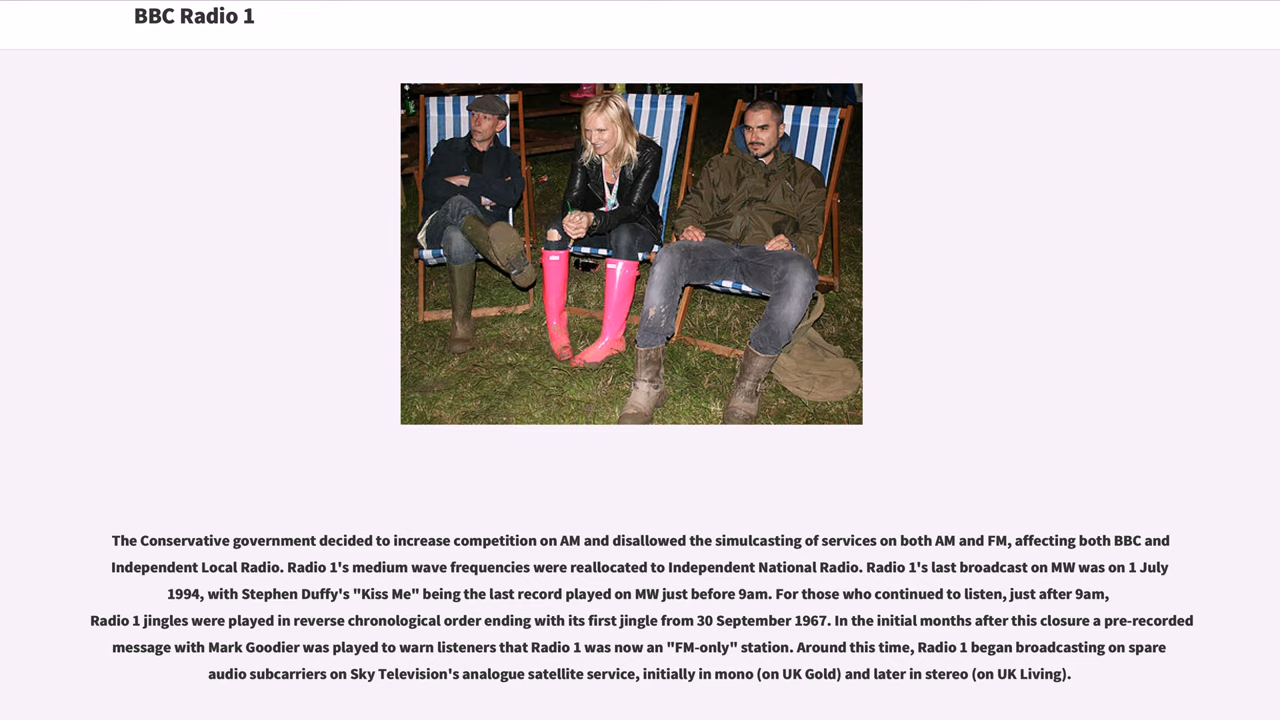 BBC Radio 1
The Conservative government decided to increase competition on AM and disallowed the simulcasting of services on both AM and FM, affecting both BBC and
Independent Local Radio. Radio 1's medium wave frequencies were reallocated to Independent National Radio. Radio 1's last broadcast on MW was on 1 July
1994, with Stephen Duffy's "Kiss Me" being the last record played on MW just before 9am. For those who continued to listen, just after 9am,
Radio 1 jingles were played in reverse chronological order ending with its first jingle from 30 September 1967. In the initial months after this closure a pre-recorded
message with Mark Goodier was played to warn listeners that Radio 1 was now an "FM-only" station. Around this time, Radio 1 began broadcasting on spare
audio subcarriers on Sky Television's analogue satellite service, initially in mono (on UK Gold) and later in stereo (on UK Living).